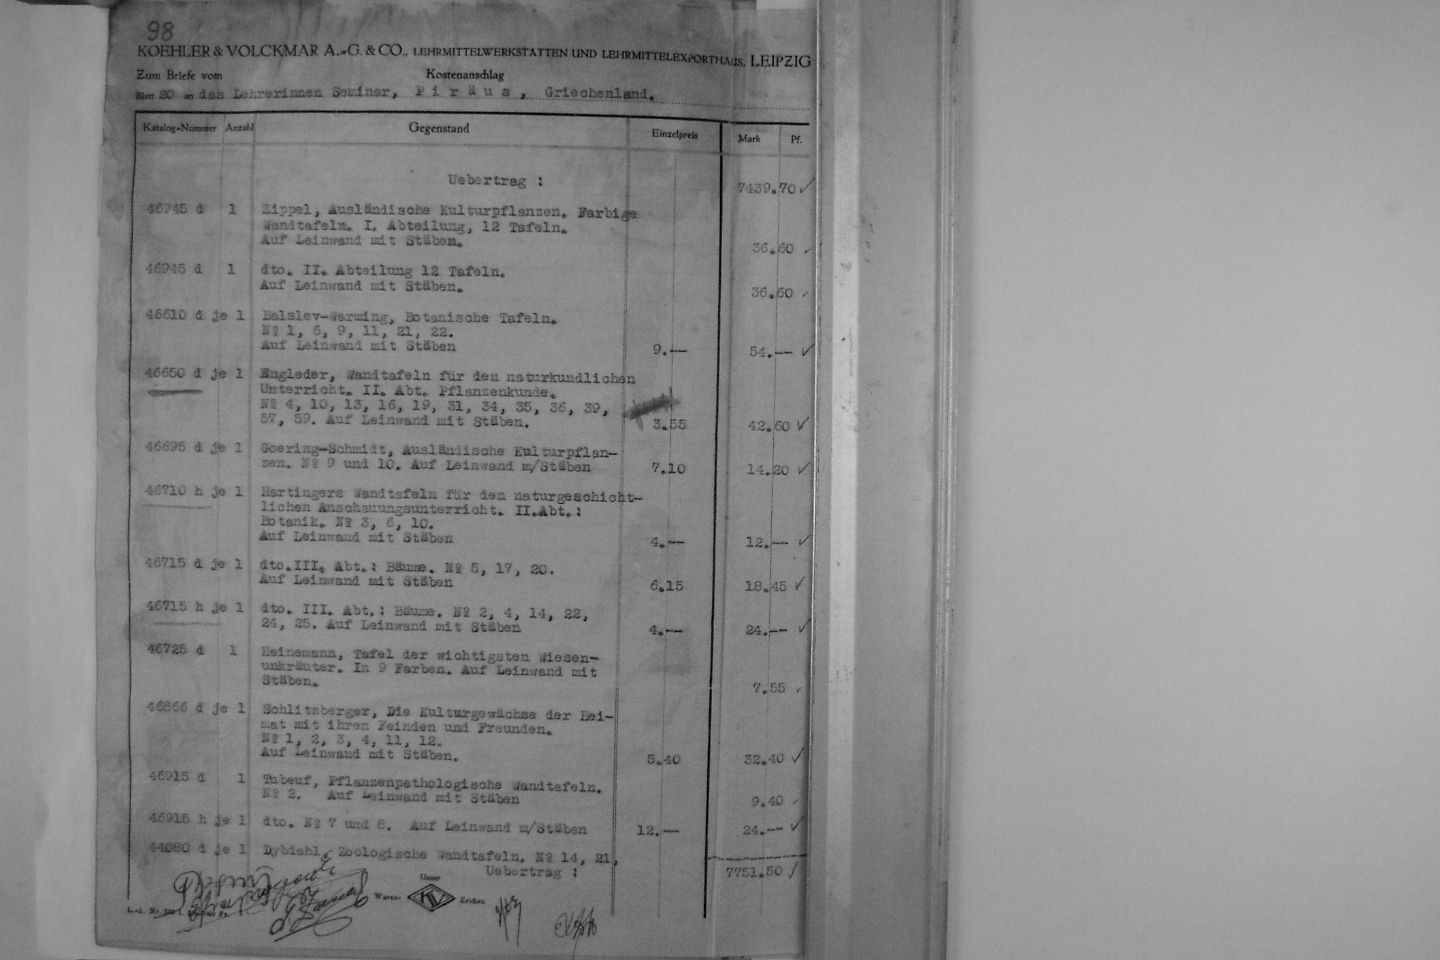 98
KOEHLER & VOLCKMAR A.-G. & CO., LEHRMITTELWERKSTÄTTEN UND LEHRMITTELEXPORTHAUS, LEIPZIG
Zum Briefe vom Kostenanschlag
Blatt 20 an das Lehrerinnen Seminar, Piräus, Griechenland.
Katalog-Nummer Anzahl Gegenstand Einzelpreis Mark Pf.
Uebertrag : 7439.70 ✓
46945 d 1 Zippel, Ausländische Kulturpflanzen. Farbige
Wandtafeln. I. Abteilung, 12 Tafeln.
Auf Leinwand mit Stäben. 36.60 ✓
46945 d 1 dto. II. Abteilung 12 Tafeln.
Auf Leinwand mit Stäben. 36.60 ✓
46610 d je 1 Balslev-Warming, Botanische Tafeln.
№ 1, 6, 9, 11, 21, 22.
Auf Leinwand mit Stäben 9.-- 54.-- ✓
46650 d je 1 Engleder, Wandtafeln für den naturkundlichen
Unterricht. II. Abt. Pflanzenkunde.
№ 4, 10, 13, 16, 19, 31, 34, 35, 36, 39,
57, 59. Auf Leinwand mit Stäben. 3.55 42.60 ✓
46695 d je 1 Goering-Schmidt, Ausländische Kulturpflan-
zen. № 9 und 10. Auf Leinwand m/Stäben 7.10 14.20 ✓
46710 h je 1 Hartingers Wandtafeln für den naturgeschicht-
lichen Anschauungsunterricht. II.Abt.:
Botanik. № 3, 6, 10.
Auf Leinwand mit Stäben 4.-- 12.-- ✓
46715 d je 1 dto.III. Abt.: Bäume. № 5, 17, 20.
Auf Leinwand mit Stäben 6.15 18.45 ✓
46715 h je 1 dto. III. Abt.: Bäume. № 2, 4, 14, 22,
24, 25. Auf Leinwand mit Stäben 4.-- 24.-- ✓
46725 d 1 Heinemann, Tafel der wichtigsten Wiesen-
unkräuter. In 9 Farben. Auf Leinwand mit
Stäben. 7.55 ✓
46866 d je 1 Schlitzberger, Die Kulturgewächse der Hei-
mat mit ihren Feinden und Freunden.
№ 1, 2, 3, 4, 11, 12.
Auf Leinwand mit Stäben. 5.40 32.40 ✓
46915 d 1 Tubeuf, Pflanzenpathologische Wandtafeln.
№ 2. Auf Leinwand mit Stäben 9.40 ✓
46915 h je 1 dto. № 7 und 8. Auf Leinwand m/Stäben 12.-- 24.-- ✓
44080 d je 1 Dybdahl, Zoologische Wandtafeln. № 14, 21,
Uebertrag : 7751.50 ✓
Unser
Waren- KV Zeichen